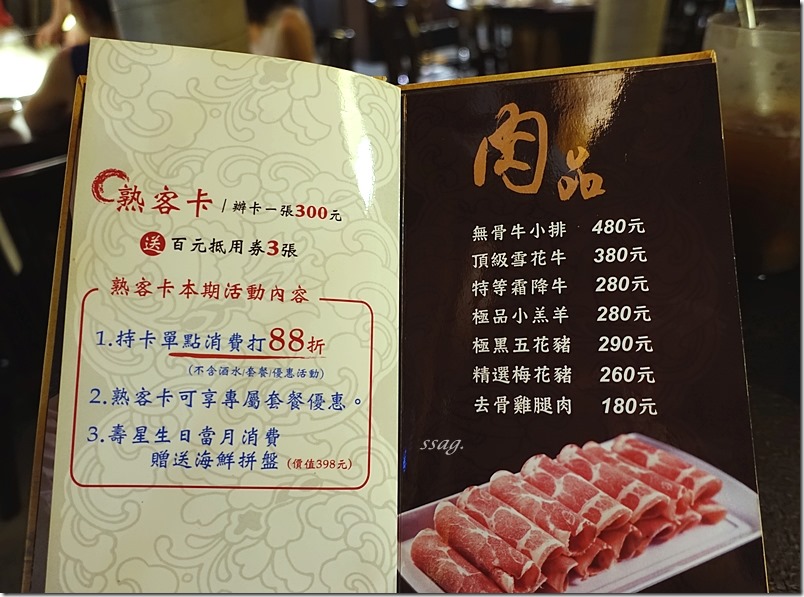 熟客卡 / 辦卡一張300元
送 百元抵用券3張
熟客卡本期活動內容
1.持卡單點消費打88折
(不含酒水/套餐/優惠活動)
2.熟客卡可享專屬套餐優惠。
3.壽星生日當月消費
贈送海鮮拼盤 (價值398元)
肉品
無骨牛小排 480元
頂級雪花牛 380元
特等霜降牛 280元
極品小羔羊 280元
極黑五花豬 290元
精選梅花豬 260元
去骨雞腿肉 180元
ssag.